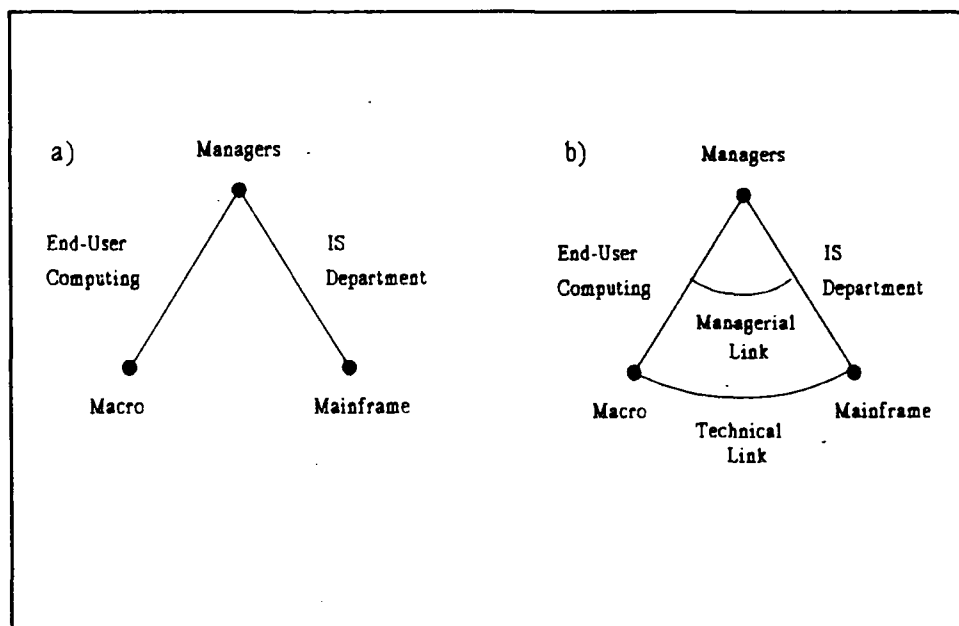 a)
Managers
End-User
Computing
IS
Department
Macro
Mainframe
b)
Managers
End-User
Computing
IS
Department
Managerial
Link
Macro
Mainframe
Technical
Link